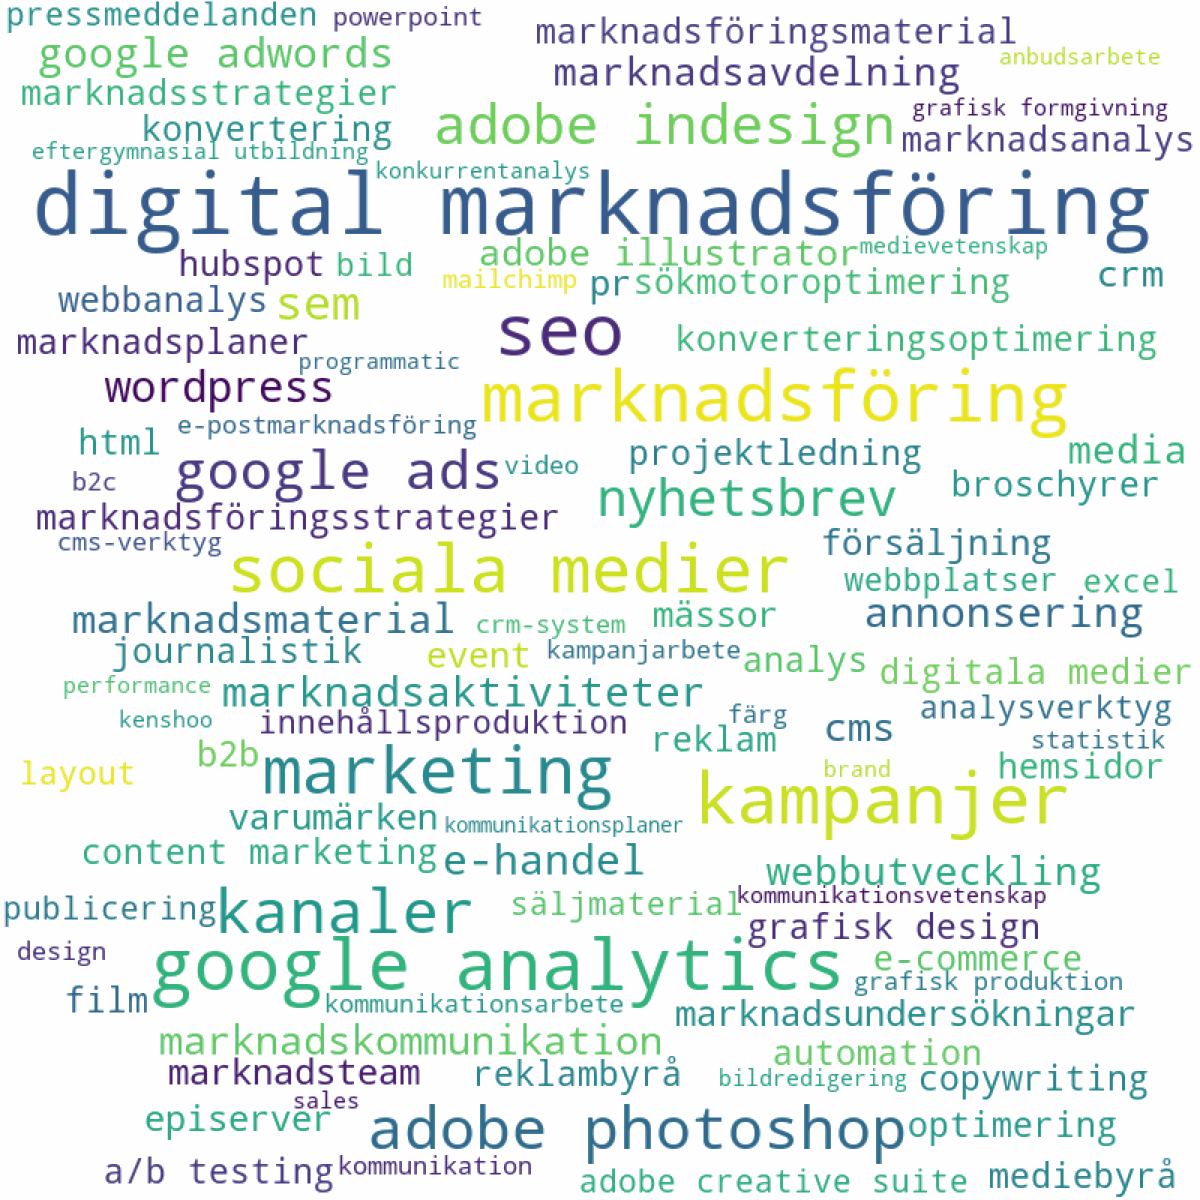 pressmeddelanden
powerpoint
marknadsföringsmaterial
google adwords
anbudsarbete
marknadsavdelning
marknadsstrategier
grafisk formgivning
konvertering
adobe indesign
marknadsanalys
eftergymnasial utbildning
konkurrentanalys
digital marknadsföring
hubspot
bild
adobe illustrator
medievetenskap
mailchimp
pr
sökmotoroptimering
crm
webbanalys
sem
marknadsplaner
seo
konverteringsoptimering
programmatic
wordpress
marknadsföring
e-postmarknadsföring
html
google ads
video
projektledning
media
b2c
nyhetsbrev
broschyrer
marknadsföringsstrategier
cms-verktyg
försäljning
sociala medier
webbplatser
excel
marknadsmaterial
crm-system
mässor
annonsering
journalistik
event
kampanjarbete
analys
digitala medier
performance
marknadsaktiviteter
kenshoo
innehållsproduktion
färg
analysverktyg
reklam
cms
statistik
b2b
layout
marketing
brand
hemsidor
kampanjer
varumärken
kommunikationsplaner
content marketing
e-handel
webbutveckling
publicering
kanaler
säljmaterial
kommunikationsvetenskap
grafisk design
design
google analytics
e-commerce
grafisk produktion
film
kommunikationsarbete
marknadsundersökningar
marknadskommunikation
automation
marknadsteam
reklambyrå
bildredigering
copywriting
sales
episerver
adobe photoshop
optimering
a/b testing
kommunikation
adobe creative suite
mediebyrå